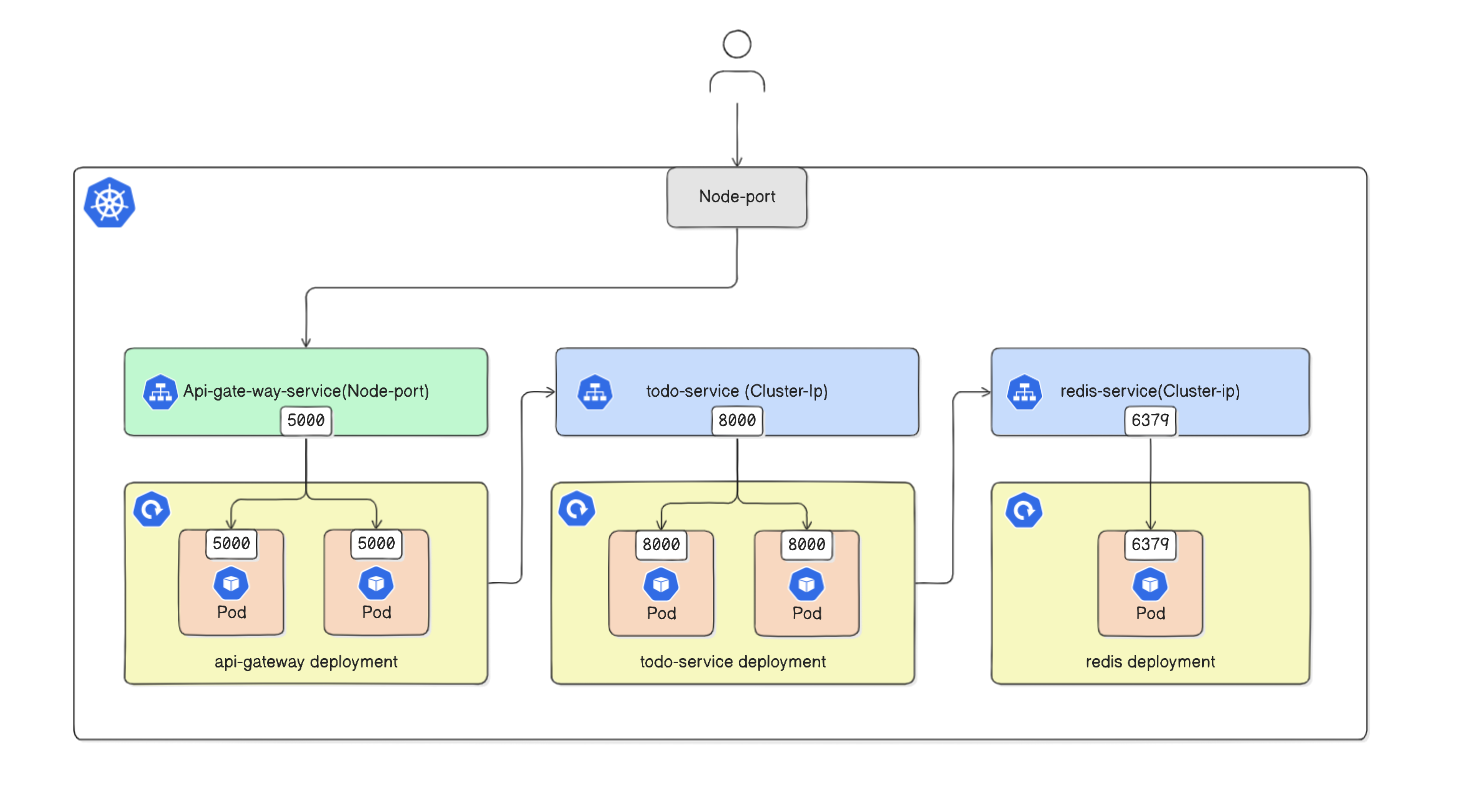 Node-port
Api-gate-way-service(Node-port)
5000
todo-service (Cluster-Ip)
8000
redis-service(Cluster-ip)
6379
5000
Pod
5000
Pod
api-gateway deployment
8000
Pod
8000
Pod
todo-service deployment
6379
Pod
redis deployment